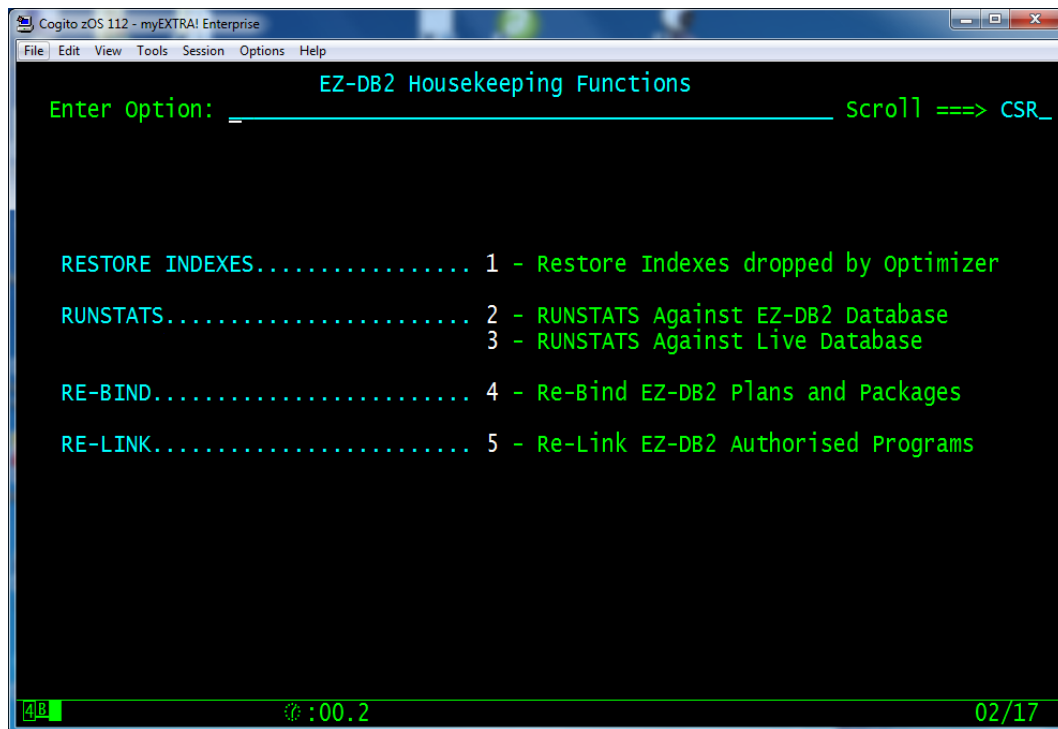 Cogito zOS 112 - myEXTRA! Enterprise
File Edit View Tools Session Options Help
EZ-DB2 Housekeeping Functions
Enter Option: Scroll ===> CSR
RESTORE INDEXES................. 1 - Restore Indexes dropped by Optimizer
RUNSTATS........................ 2 - RUNSTATS Against EZ-DB2 Database
3 - RUNSTATS Against Live Database
RE-BIND......................... 4 - Re-Bind EZ-DB2 Plans and Packages
RE-LINK......................... 5 - Re-Link EZ-DB2 Authorised Programs
4B :00.2 02/17